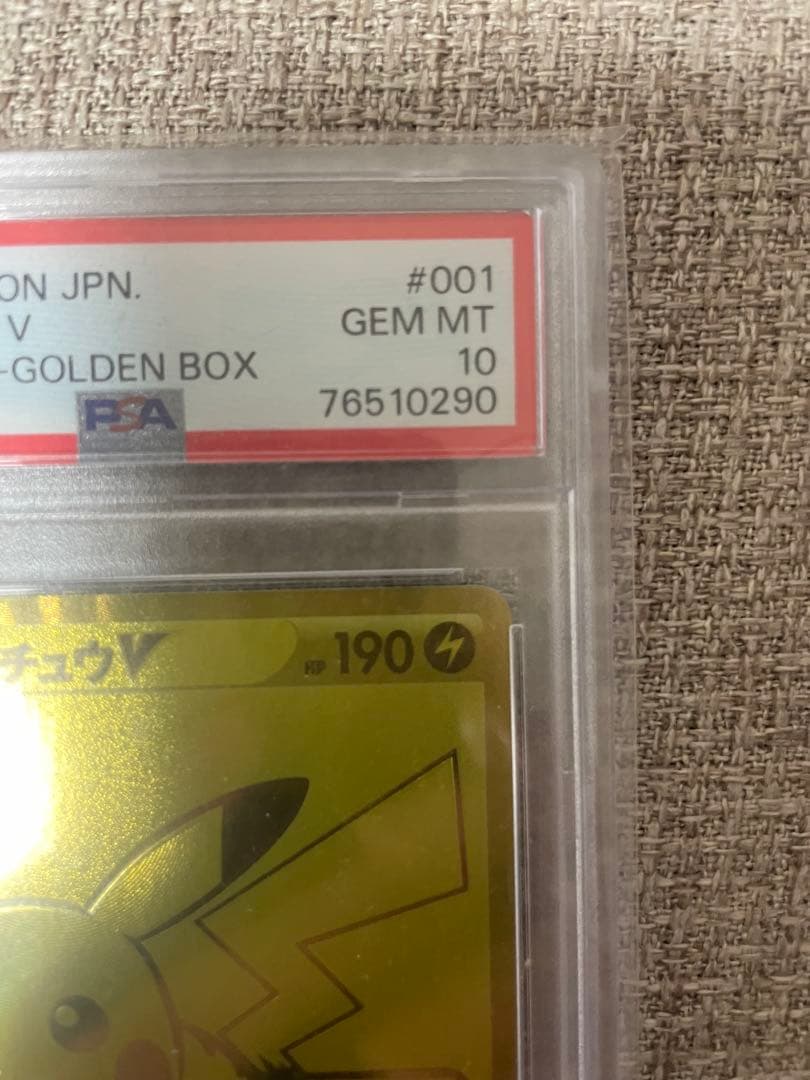 ON JPN. #001
V GEM MT
-GOLDEN BOX 10
PSA 76510290
チュウV HP 190